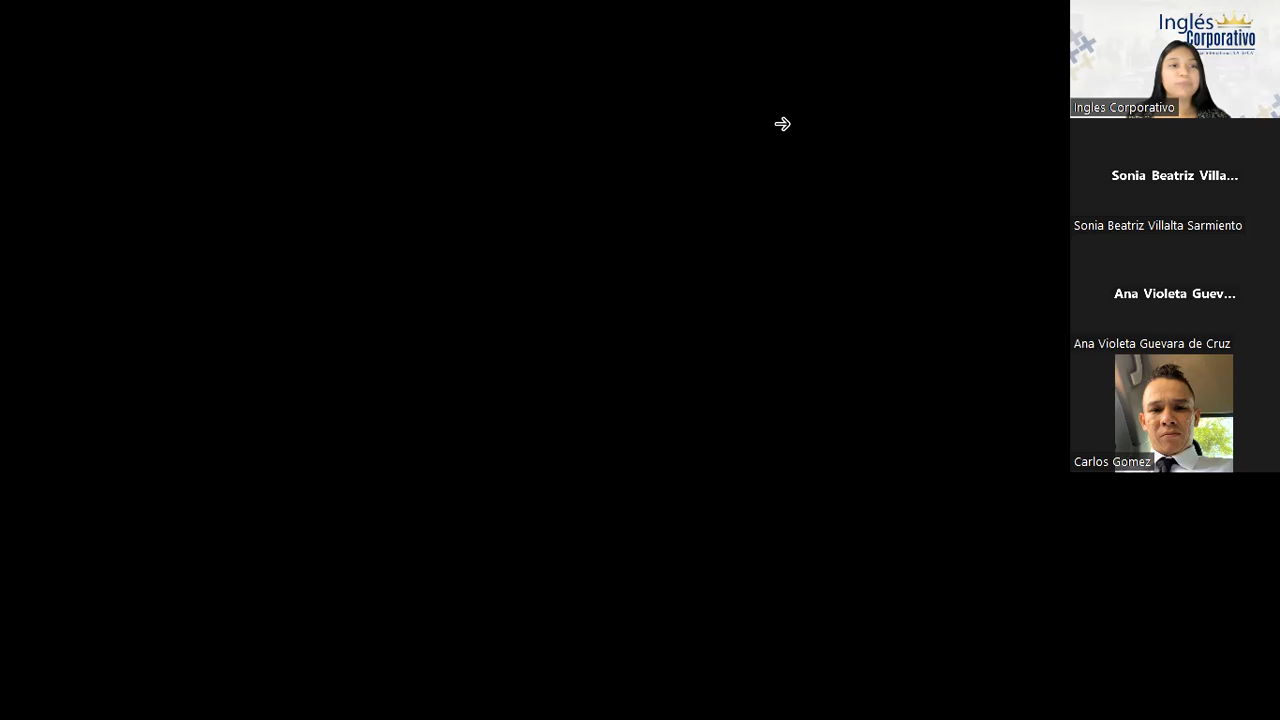 Inglés
Corporativo
Ingles Corporativo
Sonia Beatriz Villa...
Sonia Beatriz Villalta Sarmiento
Ana Violeta Guev...
Ana Violeta Guevara de Cruz
Carlos Gomez